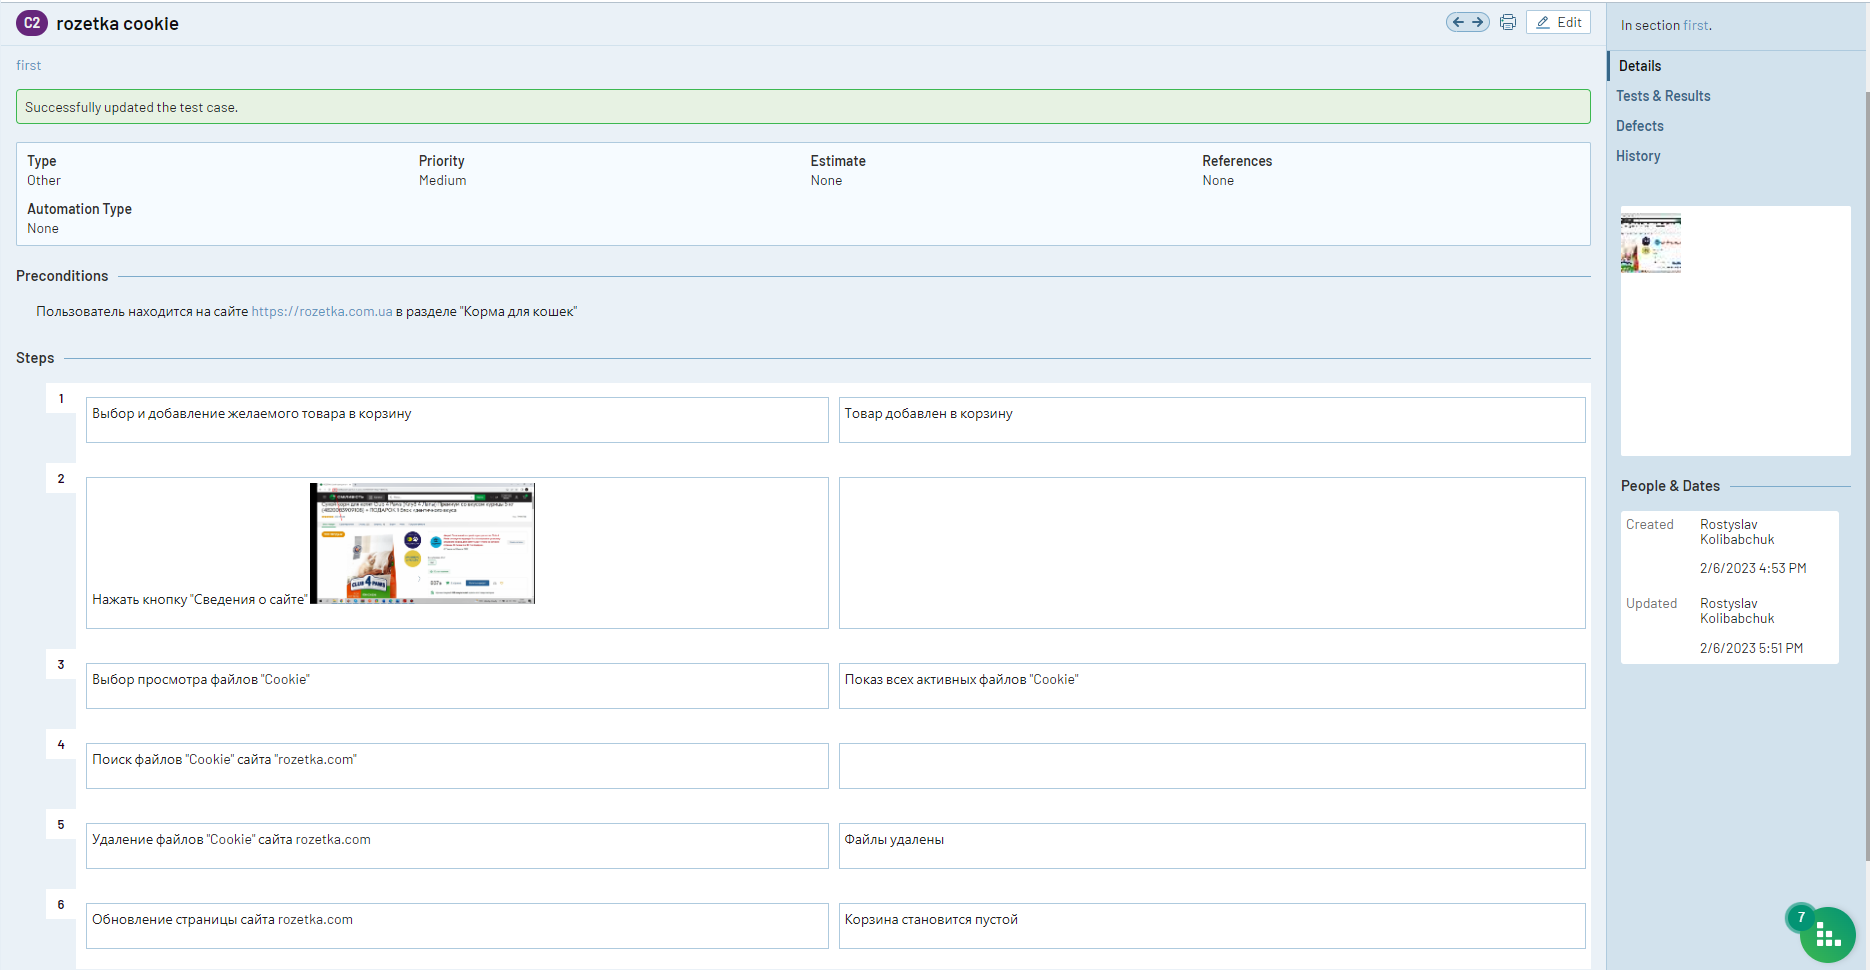 C2 rozetka cookie
Edit
first
Successfully updated the test case.
Type
Other
Priority
Medium
Estimate
None
References
None
Automation Type
None
Preconditions
Пользователь находится на сайте https://rozetka.com.ua в разделе "Корма для кошек"
Steps
1
Выбор и добавление желаемого товара в корзину
Товар добавлен в корзину
2
Нажать кнопку "Сведения о сайте"
CLUB 4 PAWS
3
Выбор просмотра файлов "Cookie"
Показ всех активных файлов "Cookie"
4
Поиск файлов "Cookie" сайта "rozetka.com"
5
Удаление файлов "Cookie" сайта rozetka.com
Файлы удалены
6
Обновление страницы сайта rozetka.com
Корзина становится пустой
In section first.
Details
Tests & Results
Defects
History
People & Dates
Created
Rostyslav
Kolibabchuk
2/6/2023 4:53 PM
Updated
Rostyslav
Kolibabchuk
2/6/2023 5:51 PM
7